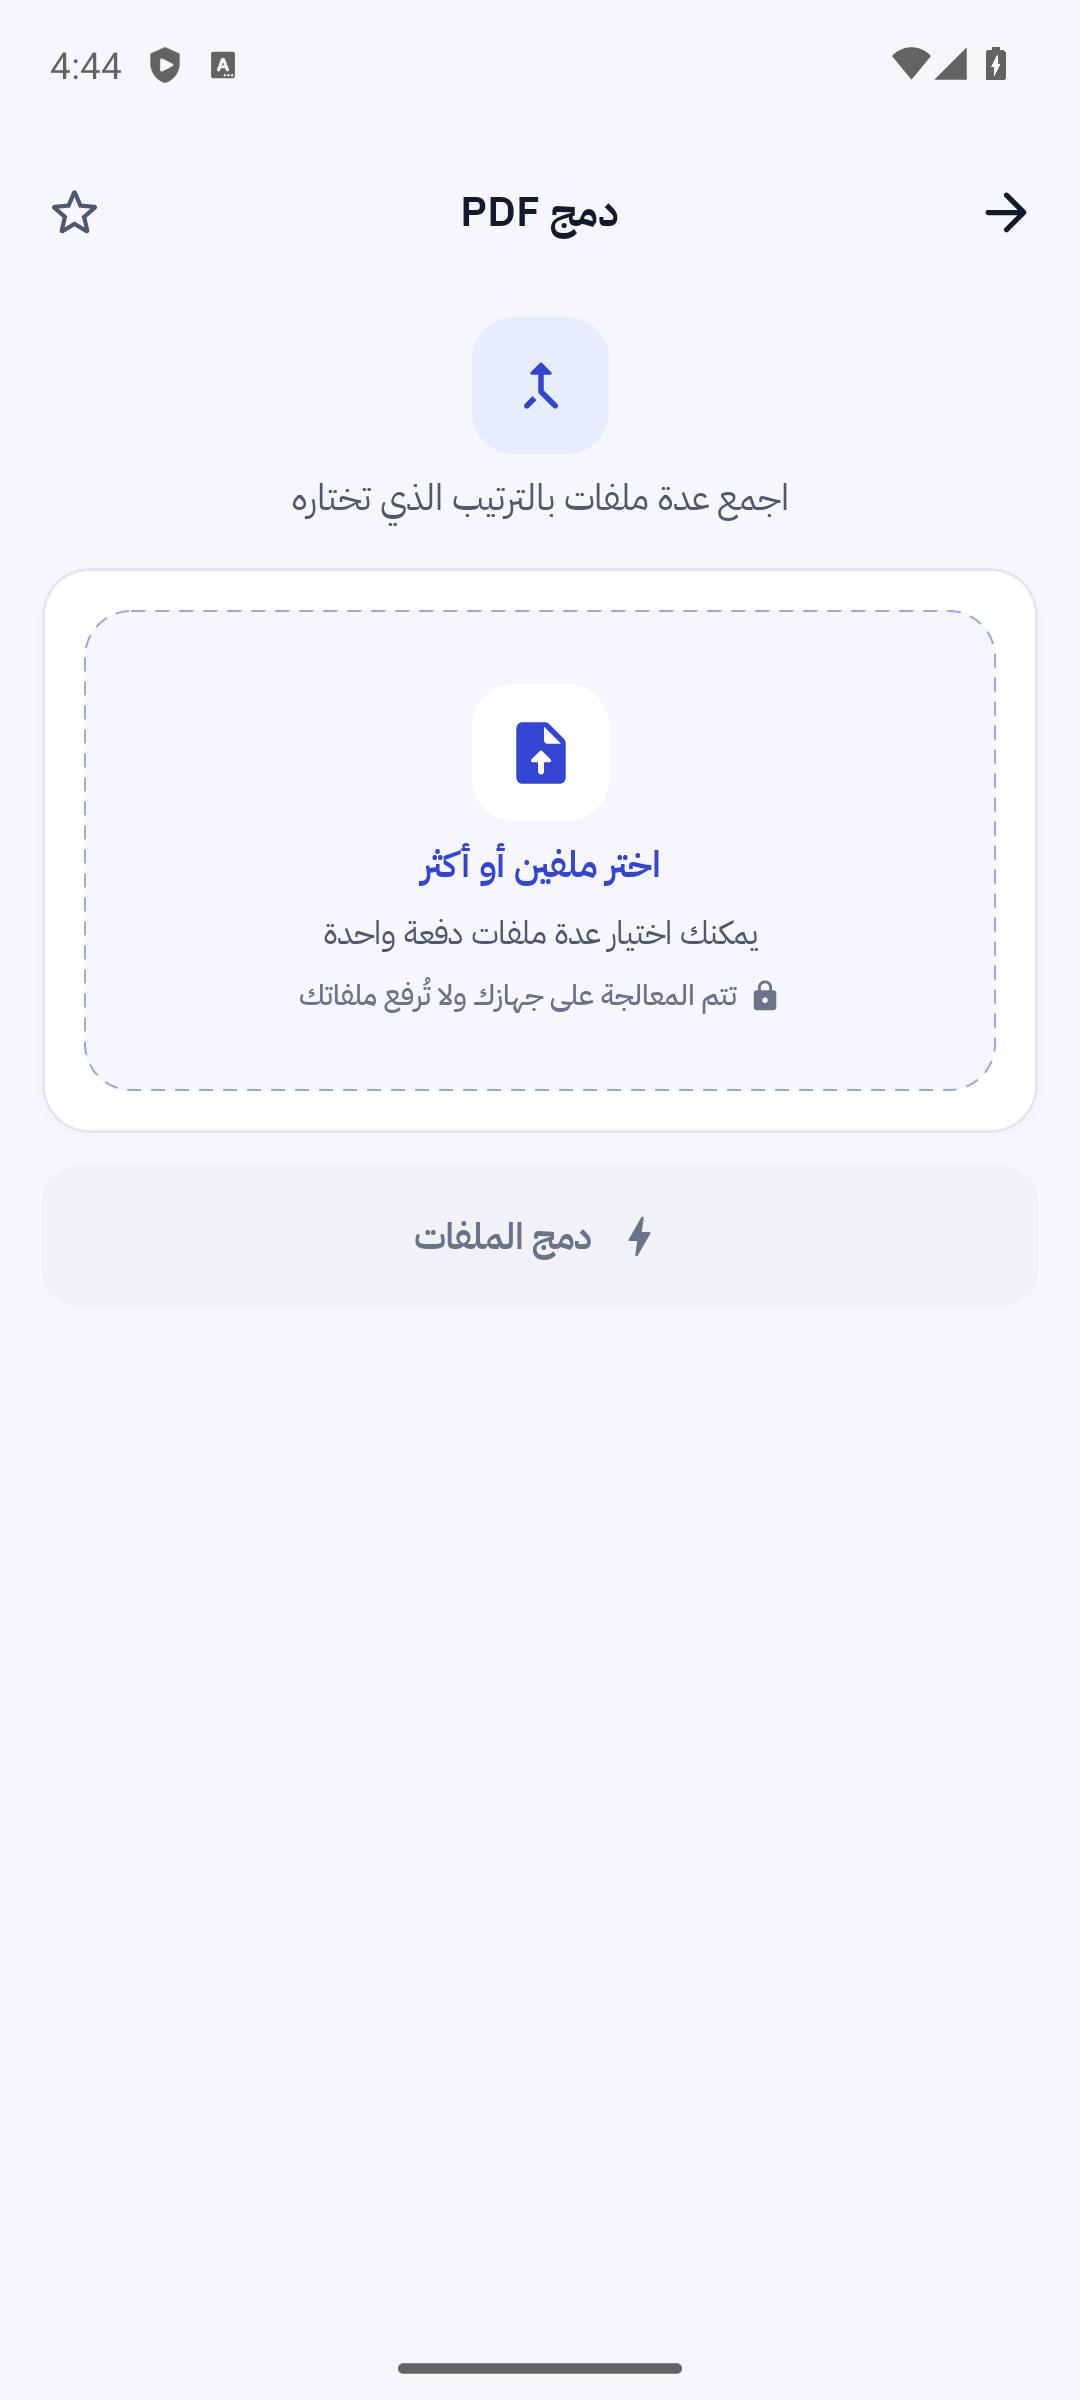 4:44
دمج PDF
اجمع عدة ملفات بالترتيب الذي تختاره
اختر ملفين أو أكثر
يمكنك اختيار عدة ملفات دفعة واحدة
تتم المعالجة على جهازك ولا تُرفع ملفاتك
دمج الملفات